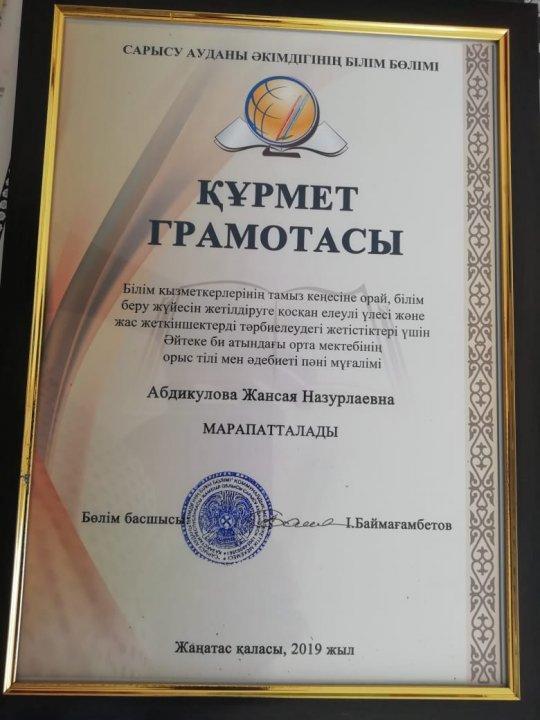 САРЫСУ АУДАНЫ ӘКІМДІГІНІҢ БІЛІМ БӨЛІМІ
ҚҰРМЕТ
ГРАМОТАСЫ
Білім қызметкерлерінің тамыз кеңесіне орай, білім
беру жүйесін жетілдіруге қосқан елеулі үлесі және
жас жеткіншектерді тәрбиелеудегі жетістіктері үшін
Әйтеке би атындағы орта мектебінің
орыс тілі мен әдебиеті пәні мұғалімі
Абдикулова Жансая Назурлаевна
МАРАПАТТАЛАДЫ
Бөлім басшысы
І.Баймағамбетов
Жаңатас қаласы, 2019 жыл